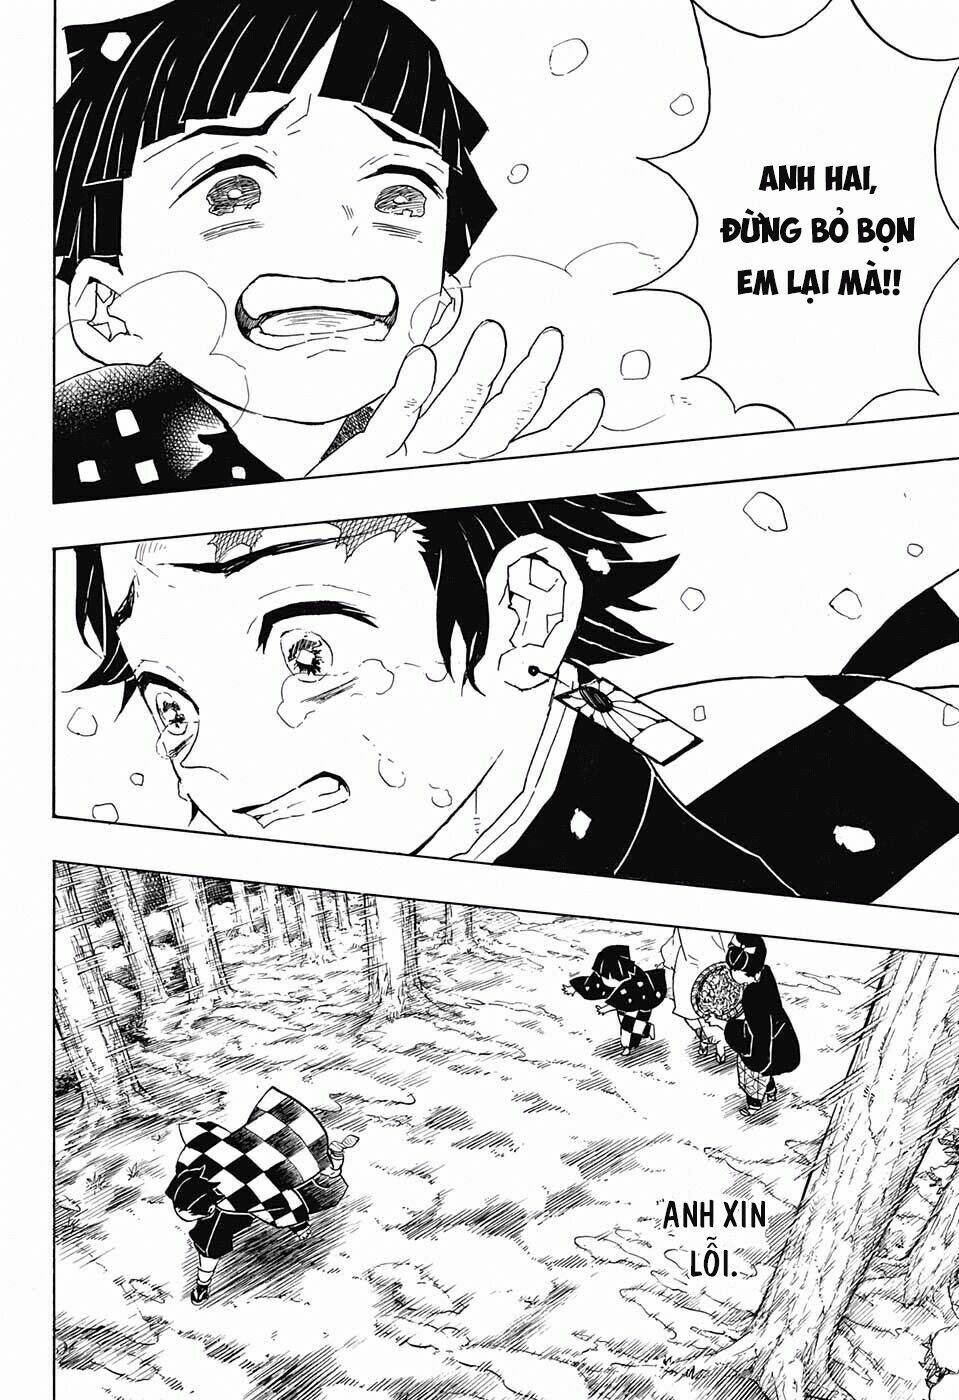 ANH HAI,
ĐỪNG BỎ BỌN
EM LẠI MÀ!!
ANH XIN
LỖI.